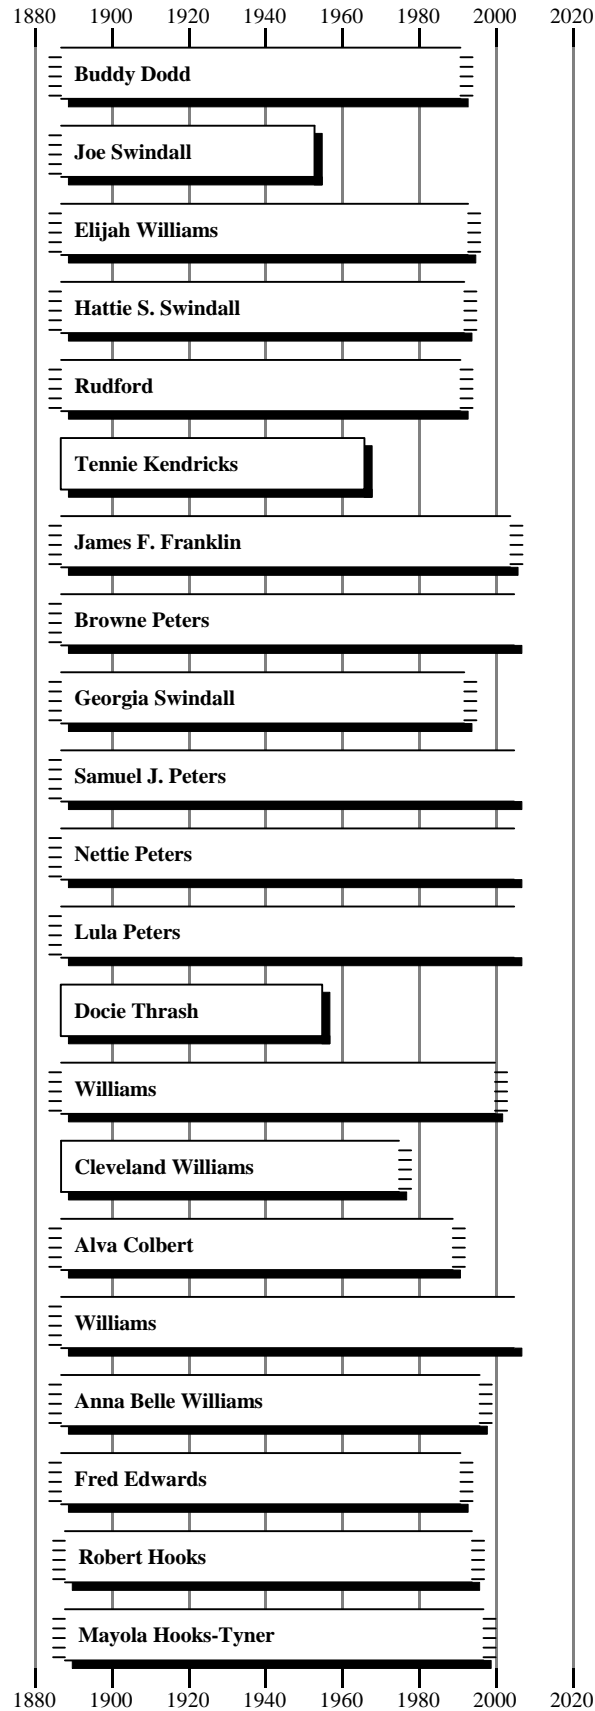 1880 1900 1920 1940 1960 1980 2000 2020
Buddy Dodd
Joe Swindall
Elijah Williams
Hattie S. Swindall
Rudford
Tennie Kendricks
James F. Franklin
Browne Peters
Georgia Swindall
Samuel J. Peters
Nettie Peters
Lula Peters
Docie Thrash
Williams
Cleveland Williams
Alva Colbert
Williams
Anna Belle Williams
Fred Edwards
Robert Hooks
Mayola Hooks-Tyner
1880 1900 1920 1940 1960 1980 2000 2020